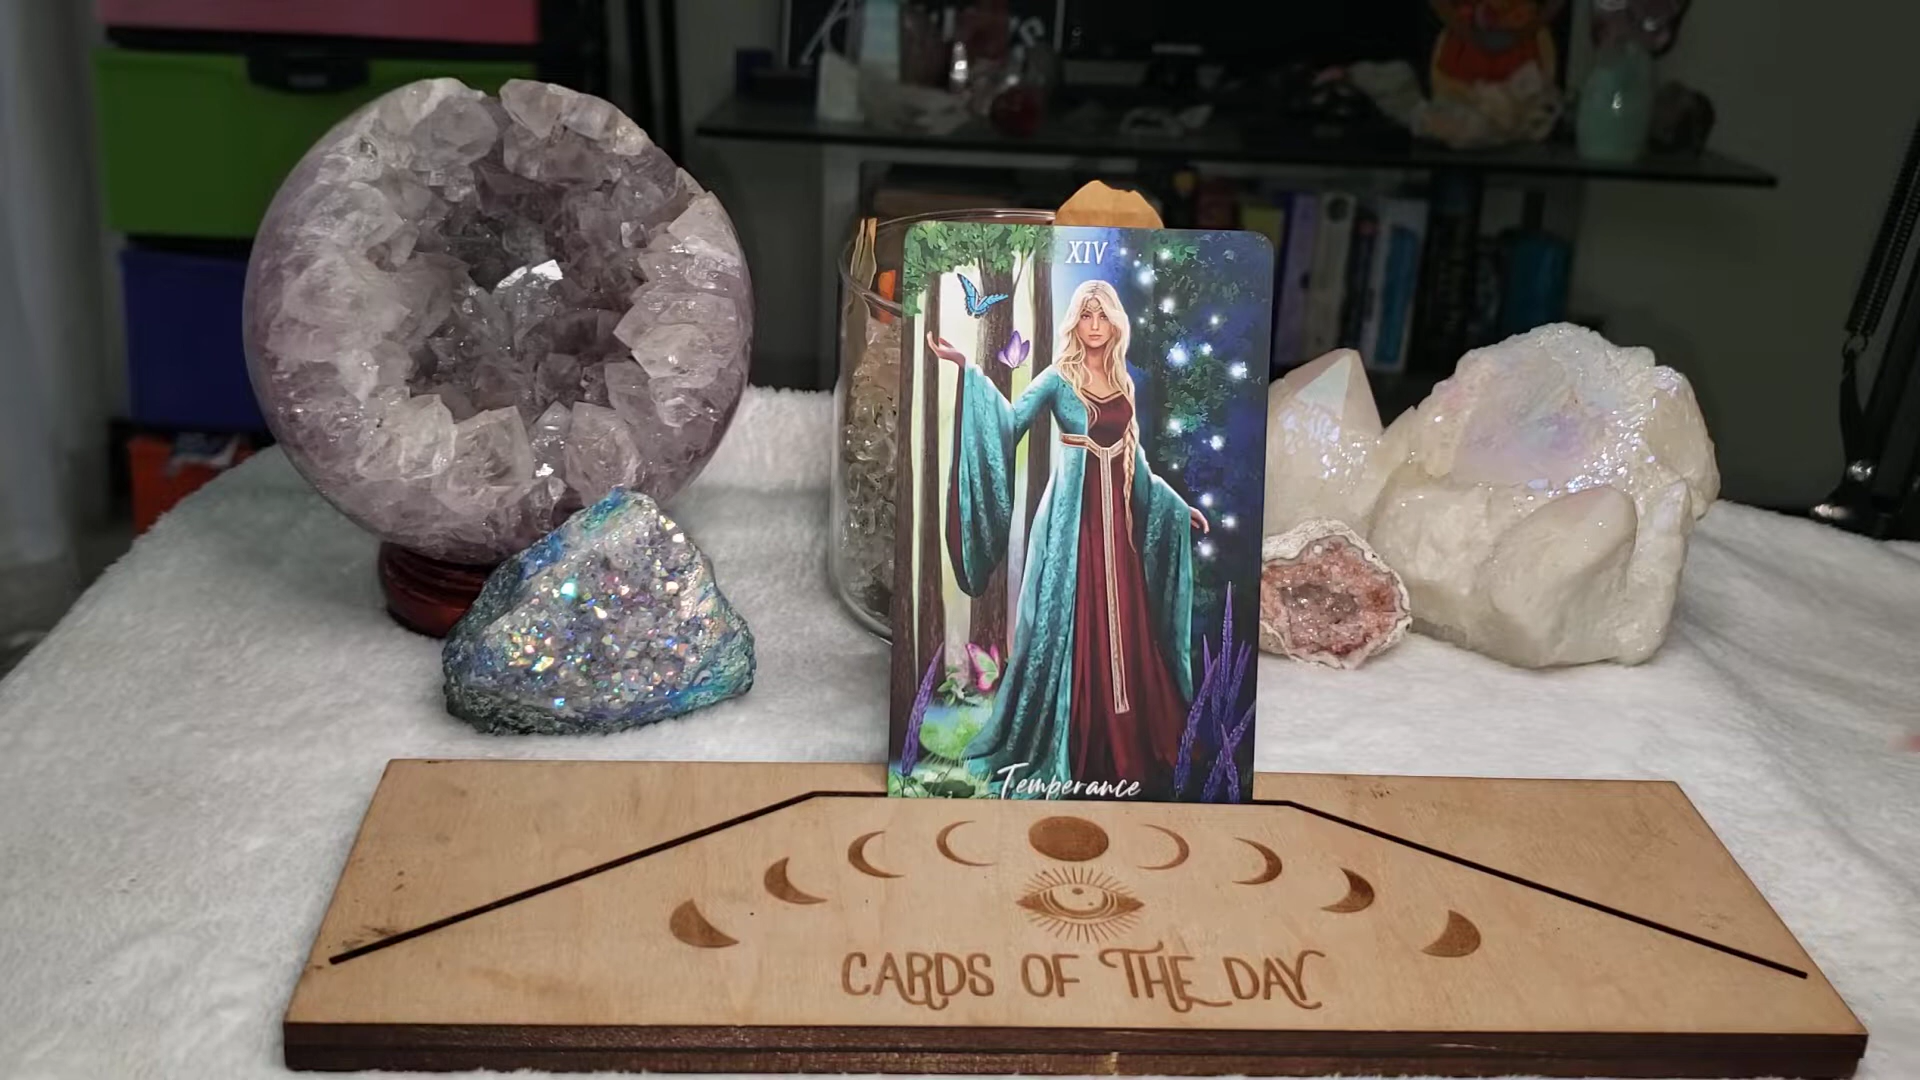 XIV
Temperance
CARDS OF THE DAY